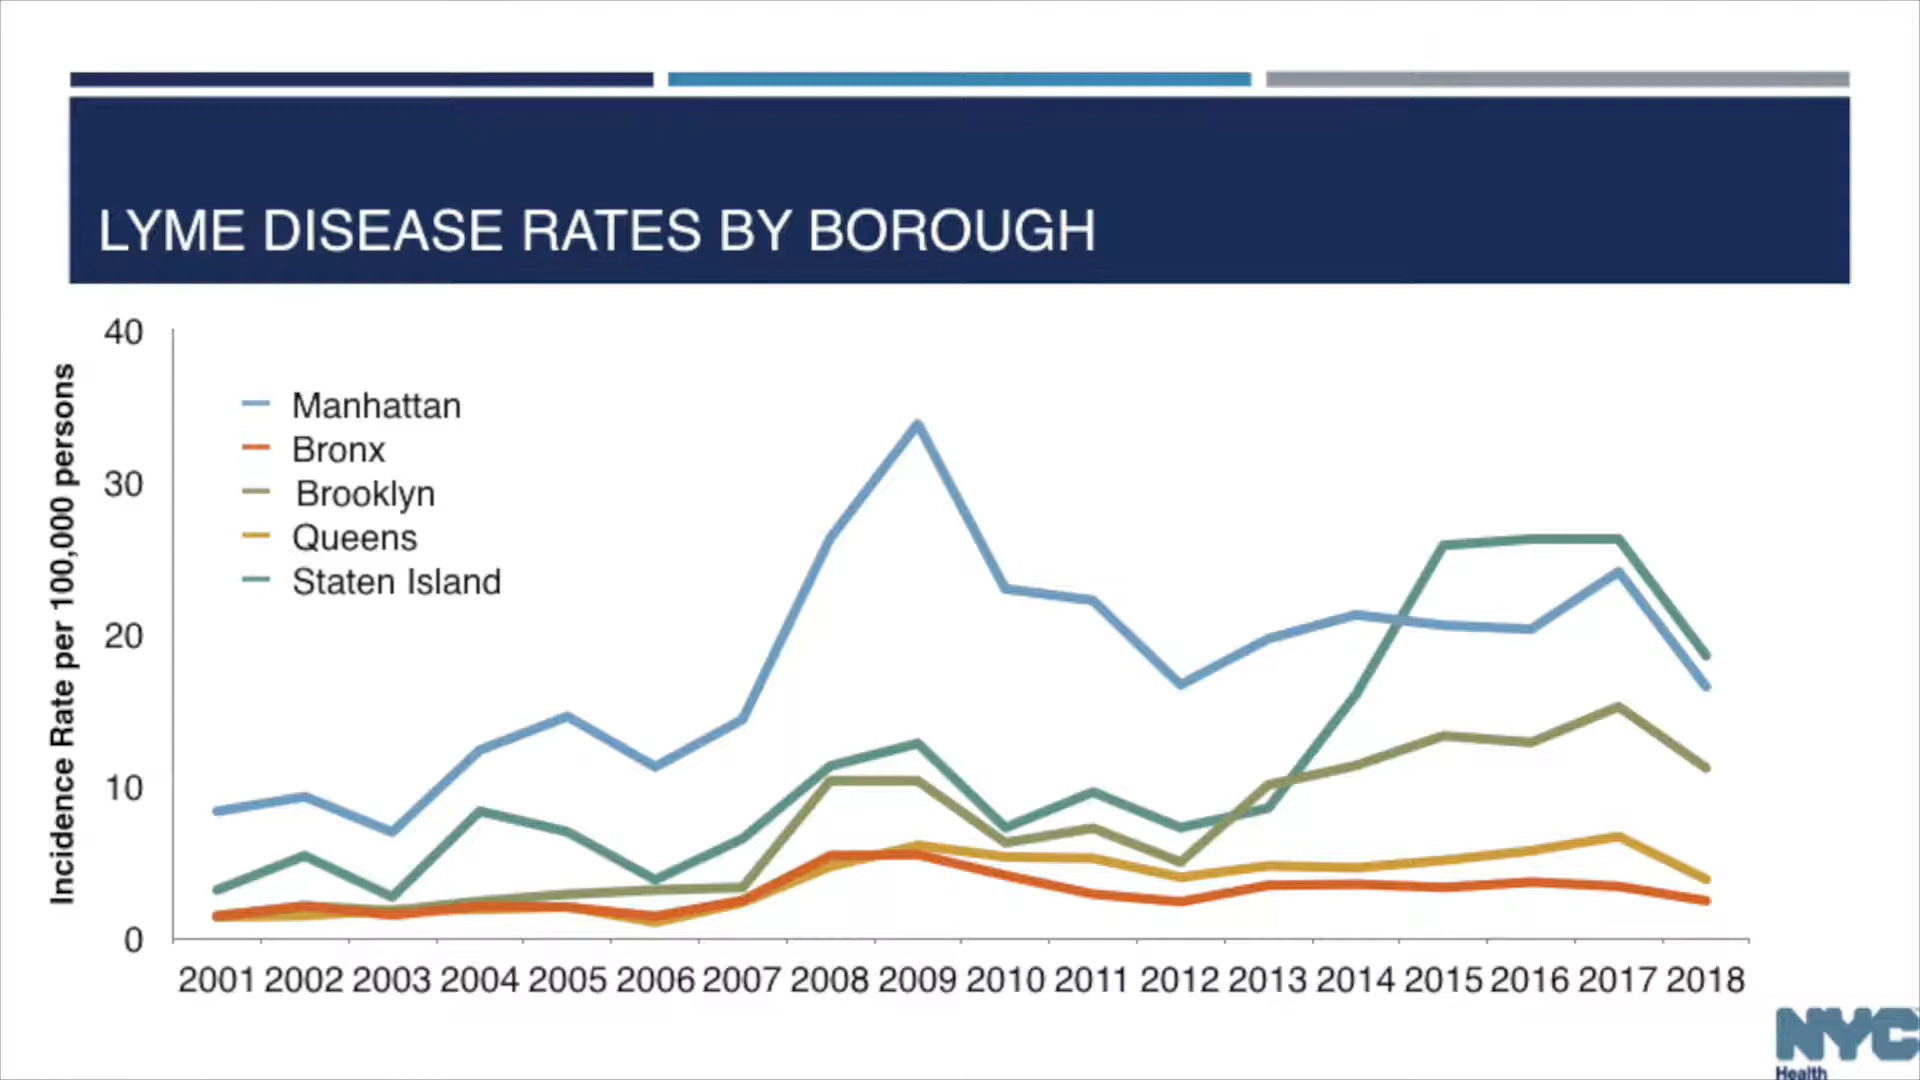 LYME DISEASE RATES BY BOROUGH
40
30
20
10
0
Incidence Rate per 100,000 persons
Manhattan
Bronx
Brooklyn
Queens
Staten Island
2001 2002 2003 2004 2005 2006 2007 2008 2009 2010 2011 2012 2013 2014 2015 2016 2017 2018
NYC
Health